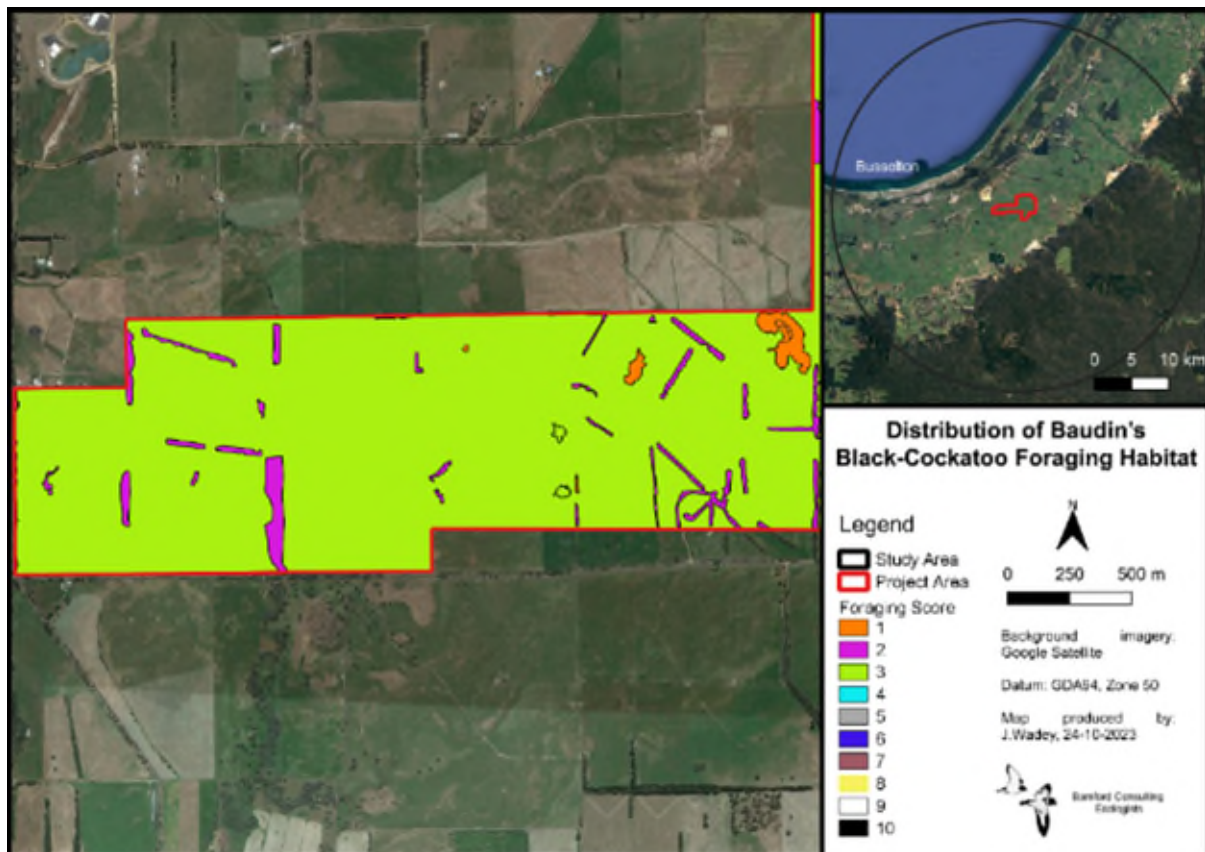 Busselton
0 5 10 km
Distribution of Baudin's
Black-Cockatoo Foraging Habitat
Legend
Study Area
Project Area
Foraging Score
1
2
3
4
5
6
7
8
9
10
N
0 250 500 m
Background imagery:
Google Satellite
Datum: GDA94, Zone 50
Map produced by:
J.Wadey, 24-10-2023
Bamford Consulting
Ecologists